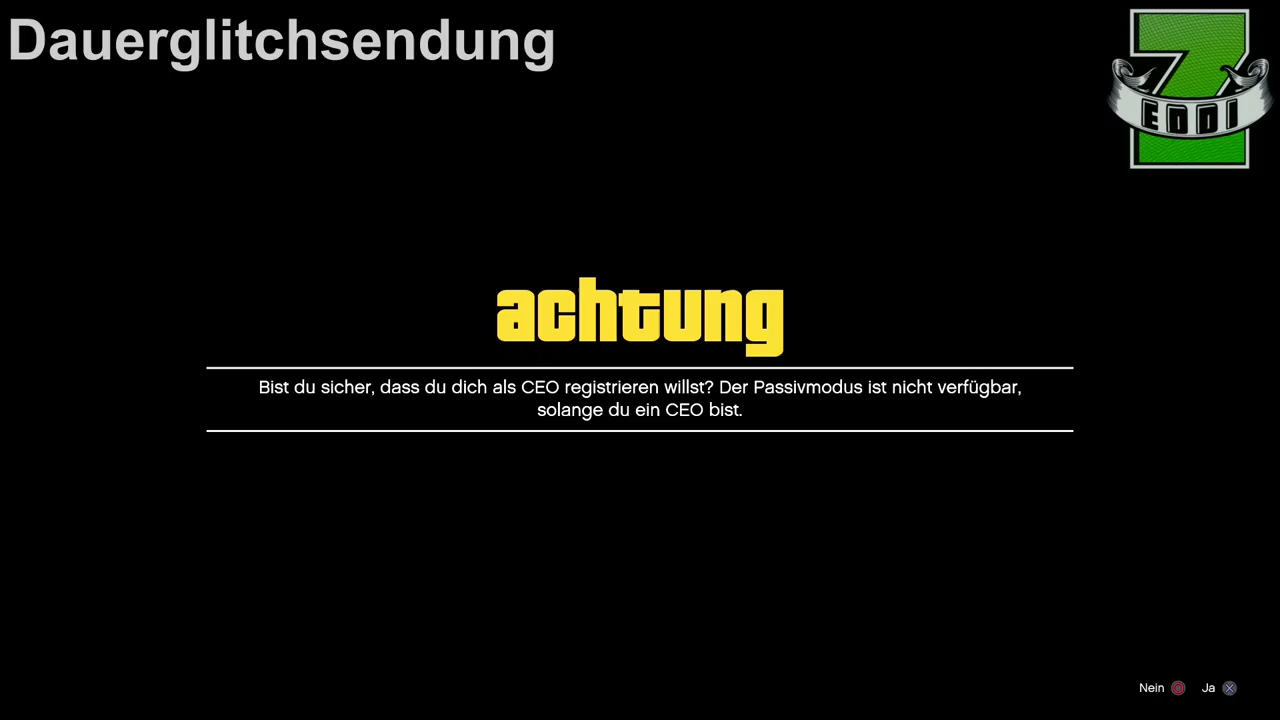 Dauerglitchsendung
Z
EDDI
achtung
Bist du sicher, dass du dich als CEO registrieren willst? Der Passivmodus ist nicht verfügbar,
solange du ein CEO bist.
Nein Ja